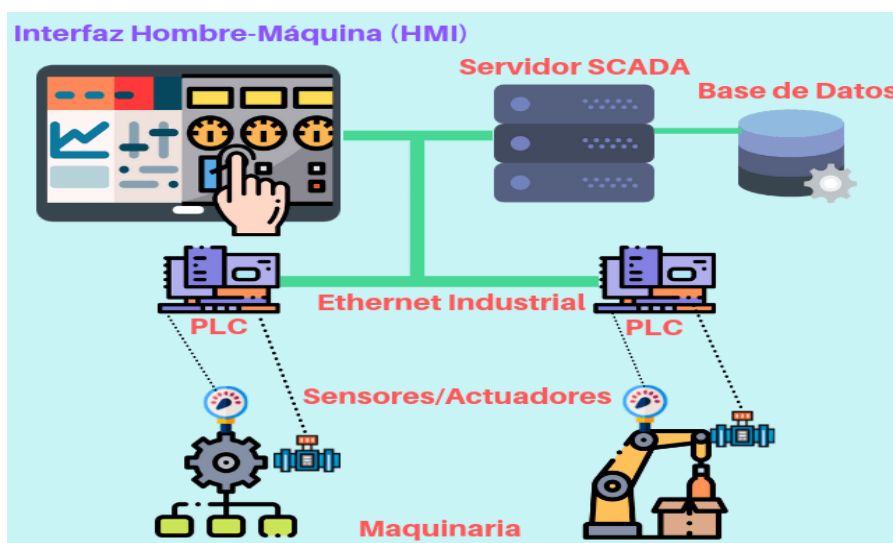 Interfaz Hombre-Máquina (HMI)
Servidor SCADA
Base de Datos
Ethernet Industrial
PLC
PLC
Sensores/Actuadores
Maquinaria